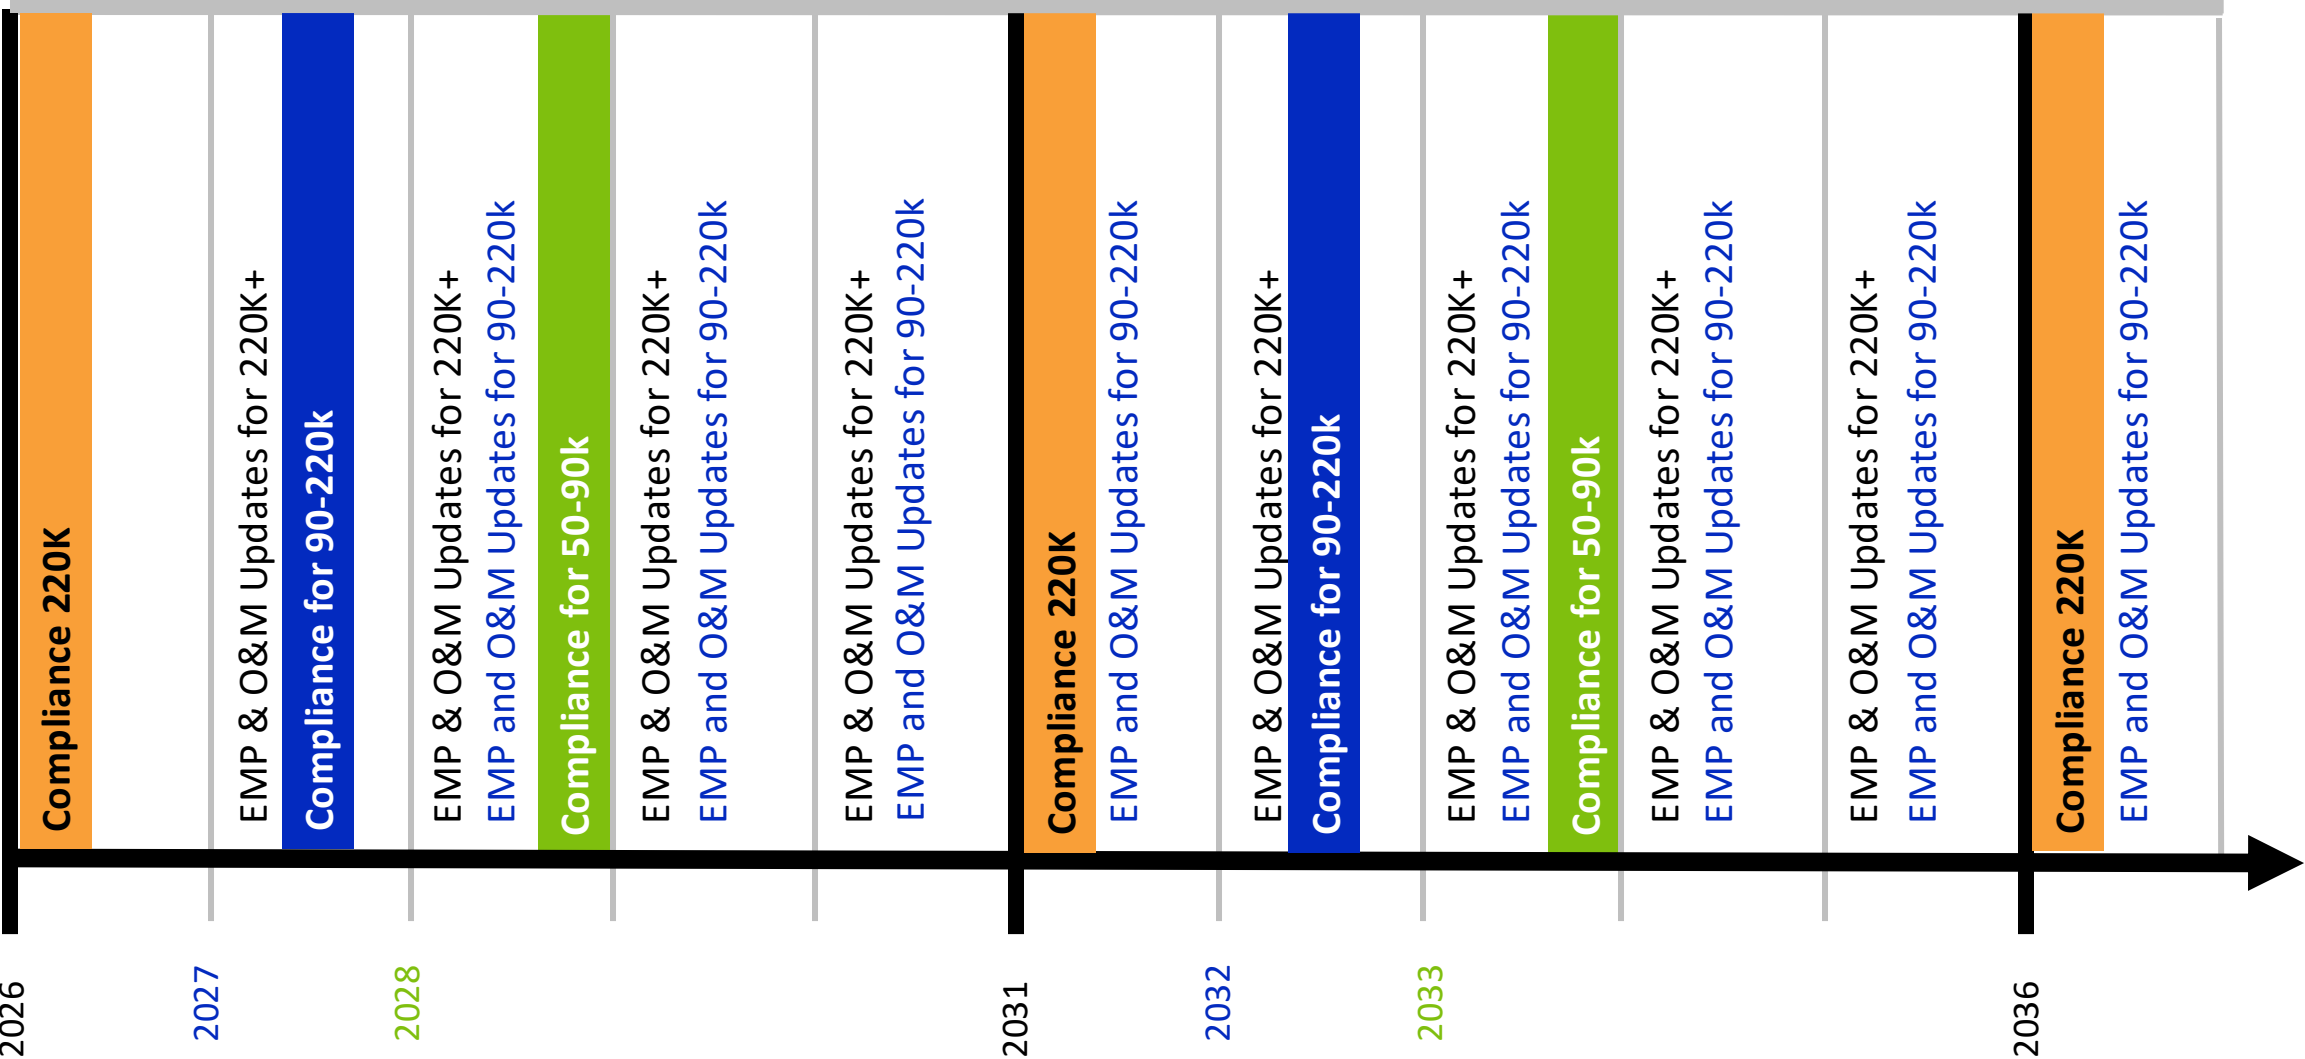 Compliance 220K
EMP & O&M Updates for 220K+
Compliance for 90-220k
EMP & O&M Updates for 220K+
EMP and O&M Updates for 90-220k
Compliance for 50-90k
EMP & O&M Updates for 220K+
EMP and O&M Updates for 90-220k
EMP & O&M Updates for 220K+
EMP and O&M Updates for 90-220k
Compliance 220K
EMP and O&M Updates for 90-220k
EMP & O&M Updates for 220K+
Compliance for 90-220k
EMP & O&M Updates for 220K+
EMP and O&M Updates for 90-220k
Compliance for 50-90k
EMP & O&M Updates for 220K+
EMP and O&M Updates for 90-220k
EMP & O&M Updates for 220K+
EMP and O&M Updates for 90-220k
Compliance 220K
EMP and O&M Updates for 90-220k
2026
2027
2028
2031
2032
2033
2036